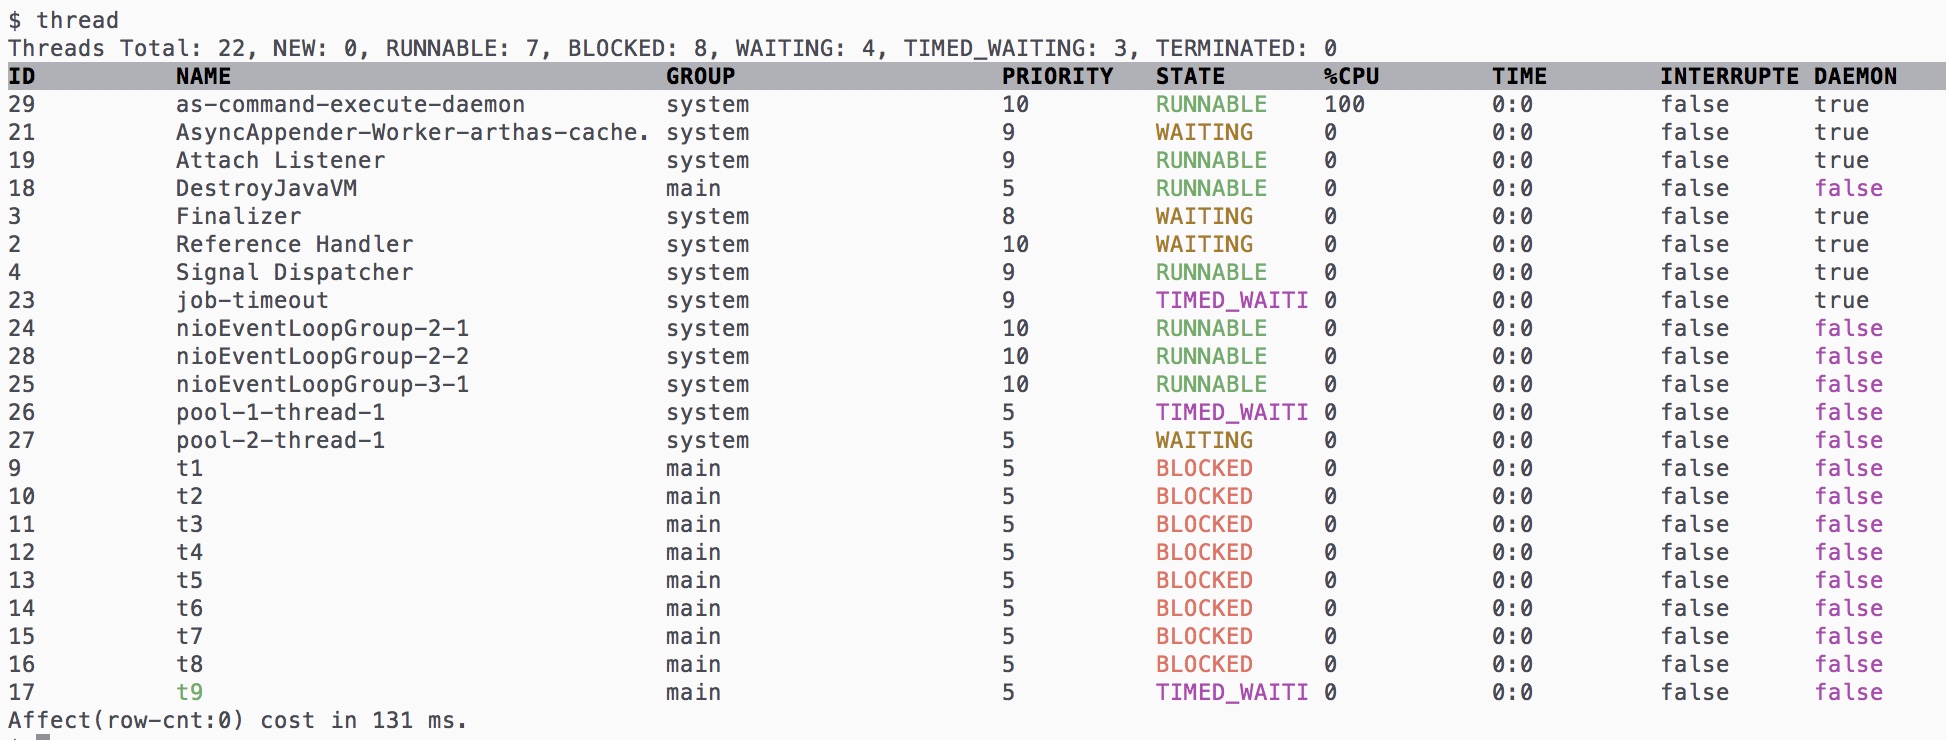 $ thread
Threads Total: 22, NEW: 0, RUNNABLE: 7, BLOCKED: 8, WAITING: 4, TIMED_WAITING: 3, TERMINATED: 0
ID NAME GROUP PRIORITY STATE %CPU TIME INTERRUPTE DAEMON
29 as-command-execute-daemon system 10 RUNNABLE 100 0:0 false true
21 AsyncAppender-Worker-arthas-cache. system 9 WAITING 0 0:0 false true
19 Attach Listener system 9 RUNNABLE 0 0:0 false true
18 DestroyJavaVM main 5 RUNNABLE 0 0:0 false false
3 Finalizer system 8 WAITING 0 0:0 false true
2 Reference Handler system 10 WAITING 0 0:0 false true
4 Signal Dispatcher system 9 RUNNABLE 0 0:0 false true
23 job-timeout system 9 TIMED_WAITI 0 0:0 false true
24 nioEventLoopGroup-2-1 system 10 RUNNABLE 0 0:0 false false
28 nioEventLoopGroup-2-2 system 10 RUNNABLE 0 0:0 false false
25 nioEventLoopGroup-3-1 system 10 RUNNABLE 0 0:0 false false
26 pool-1-thread-1 system 5 TIMED_WAITI 0 0:0 false false
27 pool-2-thread-1 system 5 WAITING 0 0:0 false false
9 t1 main 5 BLOCKED 0 0:0 false false
10 t2 main 5 BLOCKED 0 0:0 false false
11 t3 main 5 BLOCKED 0 0:0 false false
12 t4 main 5 BLOCKED 0 0:0 false false
13 t5 main 5 BLOCKED 0 0:0 false false
14 t6 main 5 BLOCKED 0 0:0 false false
15 t7 main 5 BLOCKED 0 0:0 false false
16 t8 main 5 BLOCKED 0 0:0 false false
17 t9 main 5 TIMED_WAITI 0 0:0 false false
Affect(row-cnt:0) cost in 131 ms.